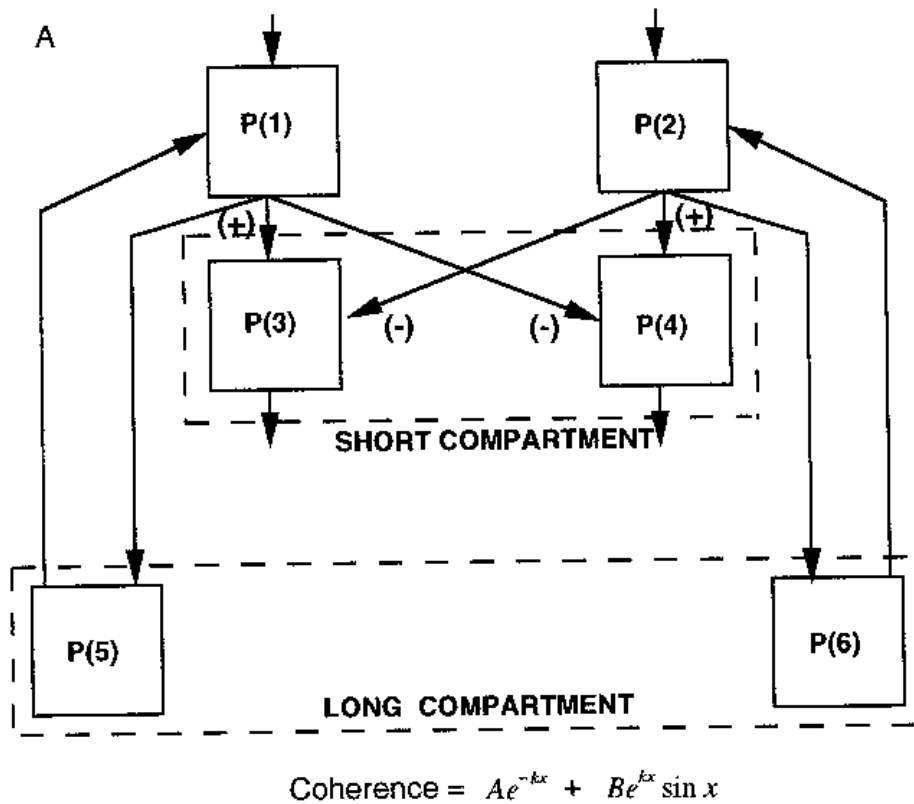 A
P(1) P(2)
(+) (+)
P(3) (-) (-) P(4)
SHORT COMPARTMENT
P(5) P(6)
LONG COMPARTMENT
Coherence = Ae^{-kx} + Be^{kx} sin x